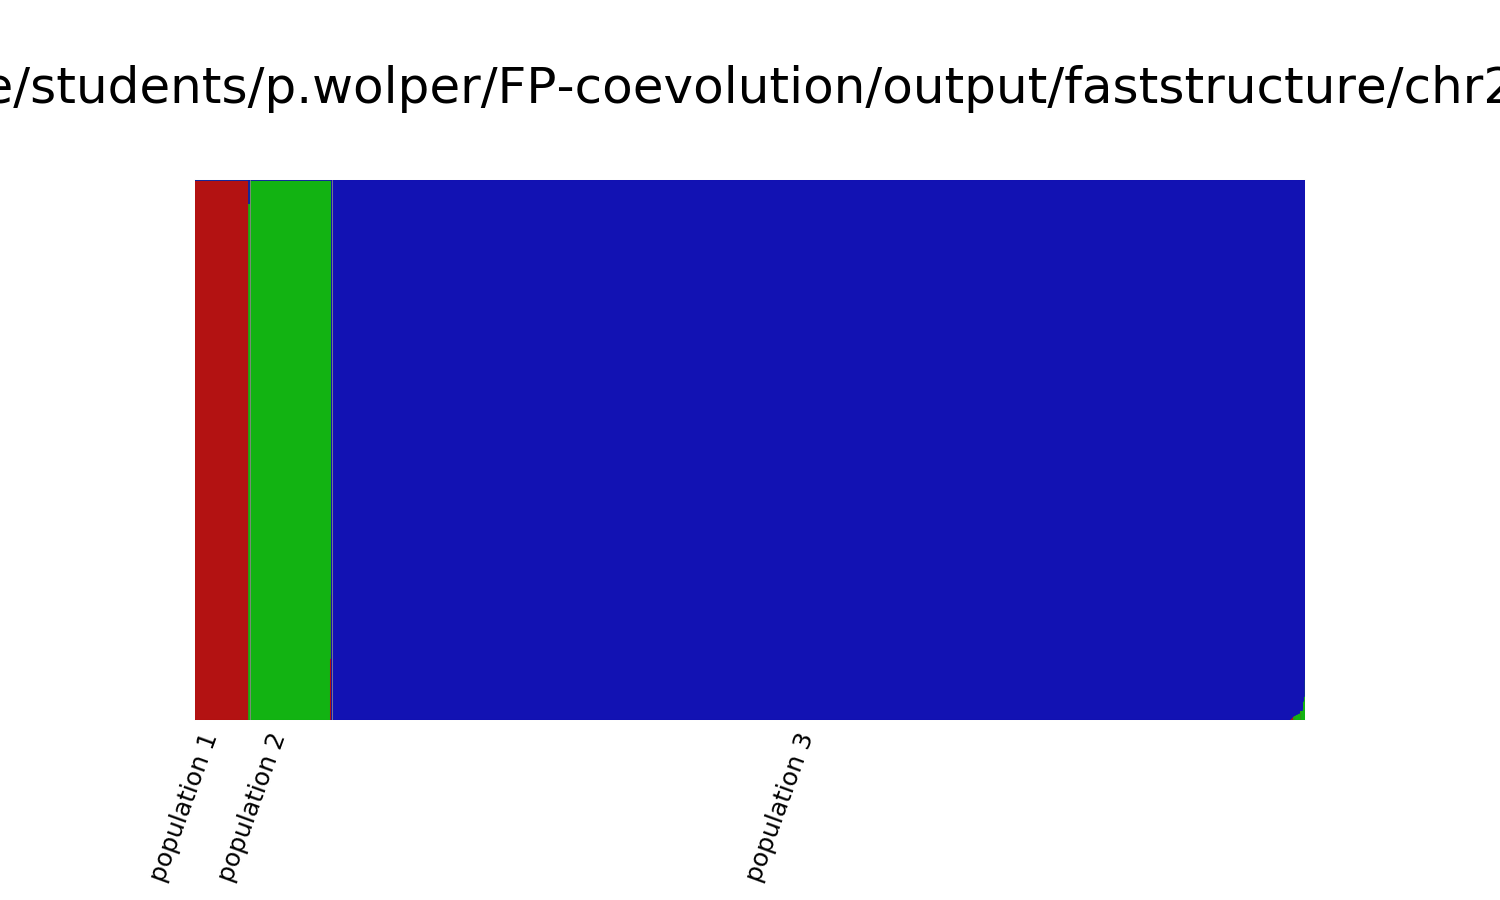 e/students/p.wolper/FP-coevolution/output/faststructure/chr2
population 1
population 2
population 3